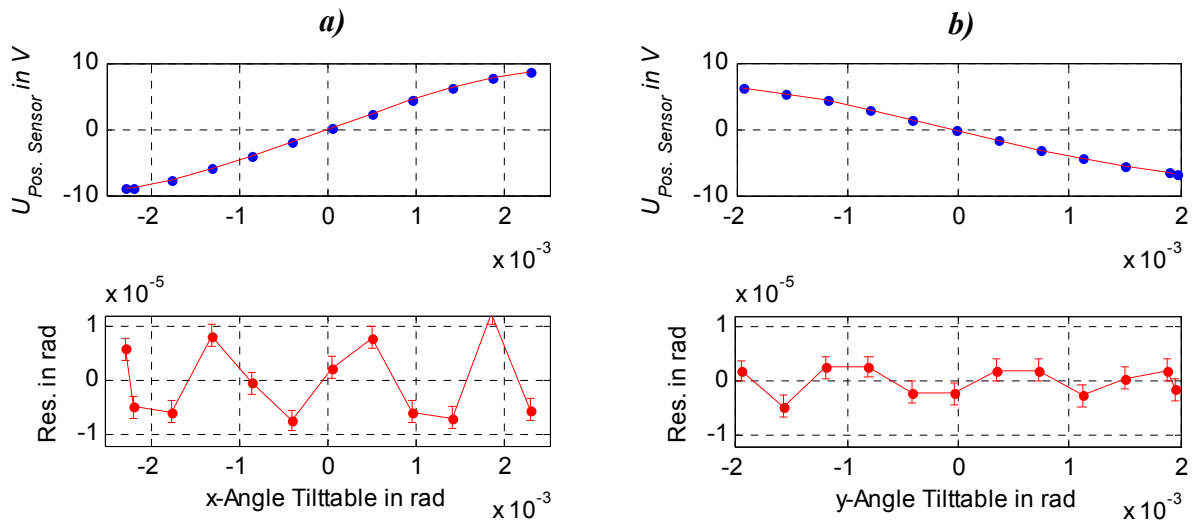 a)
U_Pos. Sensor in V
10
0
-10
-2 -1 0 1 2
x 10^-3
x 10^-5
Res. in rad
1
0
-1
-2 -1 0 1 2
x-Angle Tilttable in rad
x 10^-3
b)
U_Pos. Sensor in V
10
0
-10
-2 -1 0 1 2
x 10^-3
x 10^-5
Res. in rad
1
0
-1
-2 -1 0 1 2
y-Angle Tilttable in rad
x 10^-3